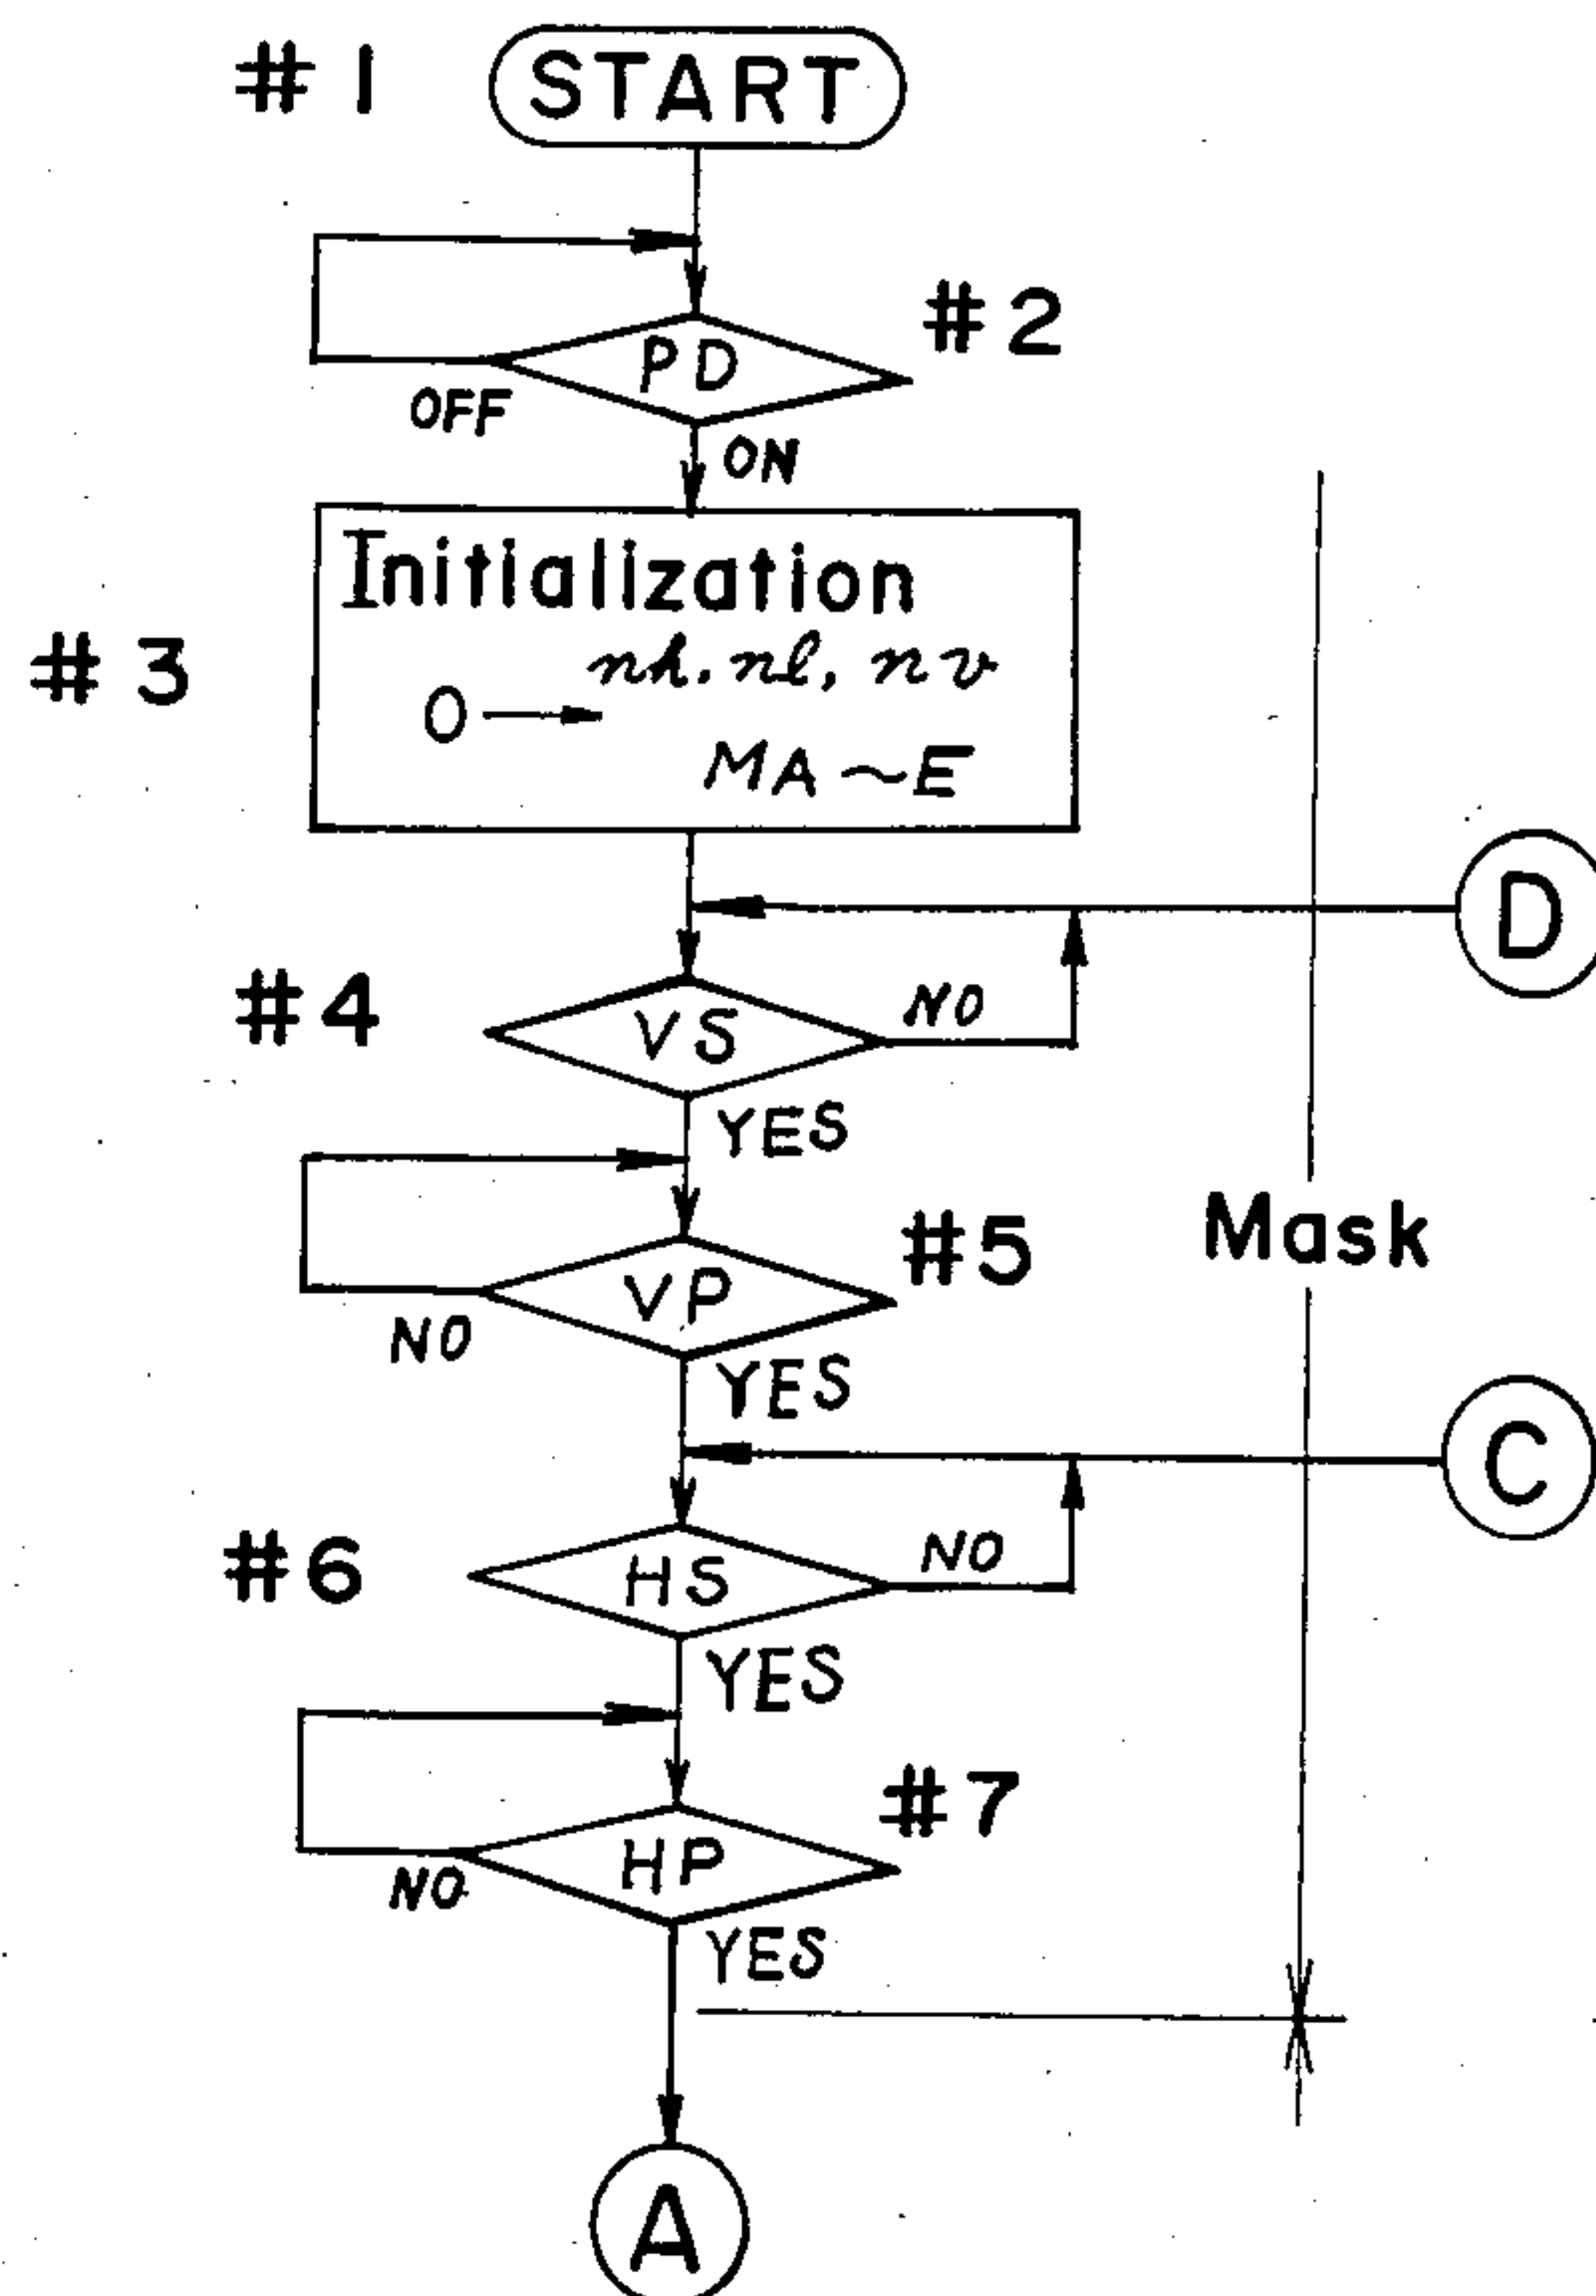 #1 START
#2
PD
OFF
ON
Initialization
#3
nh. nl, nv
0
MA~E
D
#4
VS
NO
YES
#5
Mask
VP
NO
YES
C
#6
HS
NO
YES
#7
HP
NO
YES
A